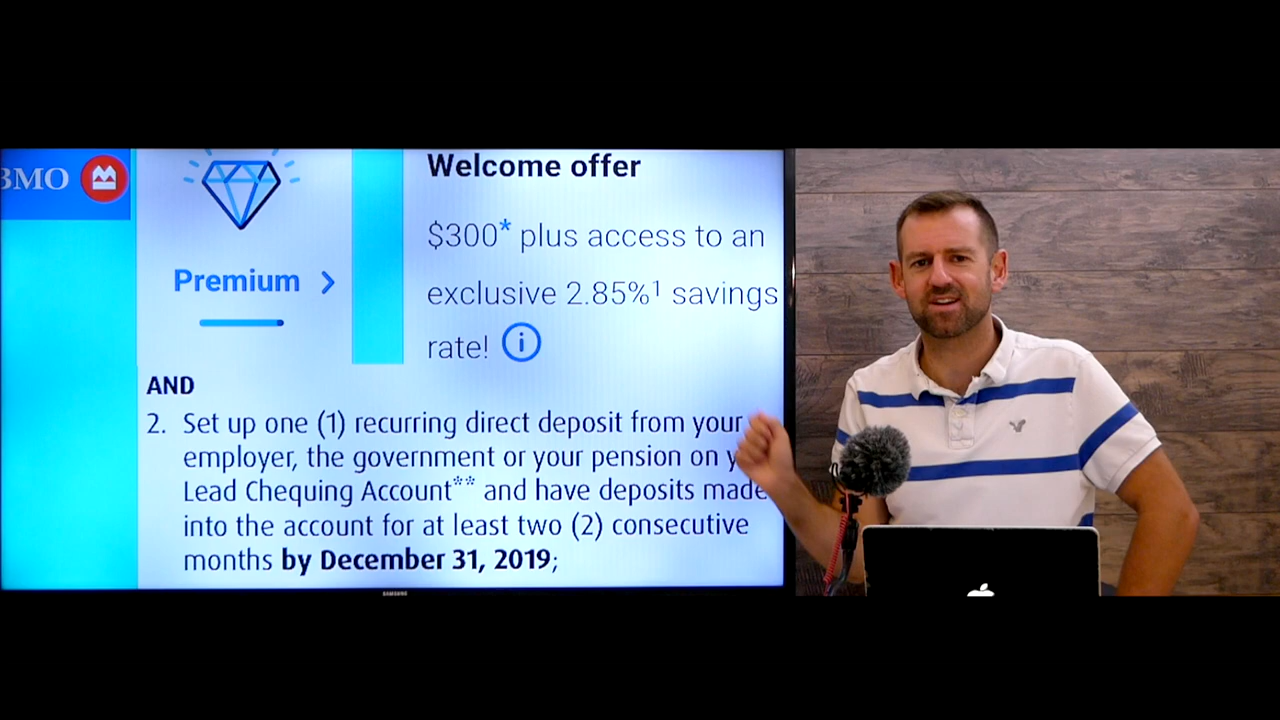 BMO
Welcome offer
$300* plus access to an
exclusive 2.85%¹ savings
rate! i
Premium >
AND
2. Set up one (1) recurring direct deposit from your
employer, the government or your pension on
Lead Chequing Account** and have deposits made
into the account for at least two (2) consecutive
months by December 31, 2019;
SAMSUNG